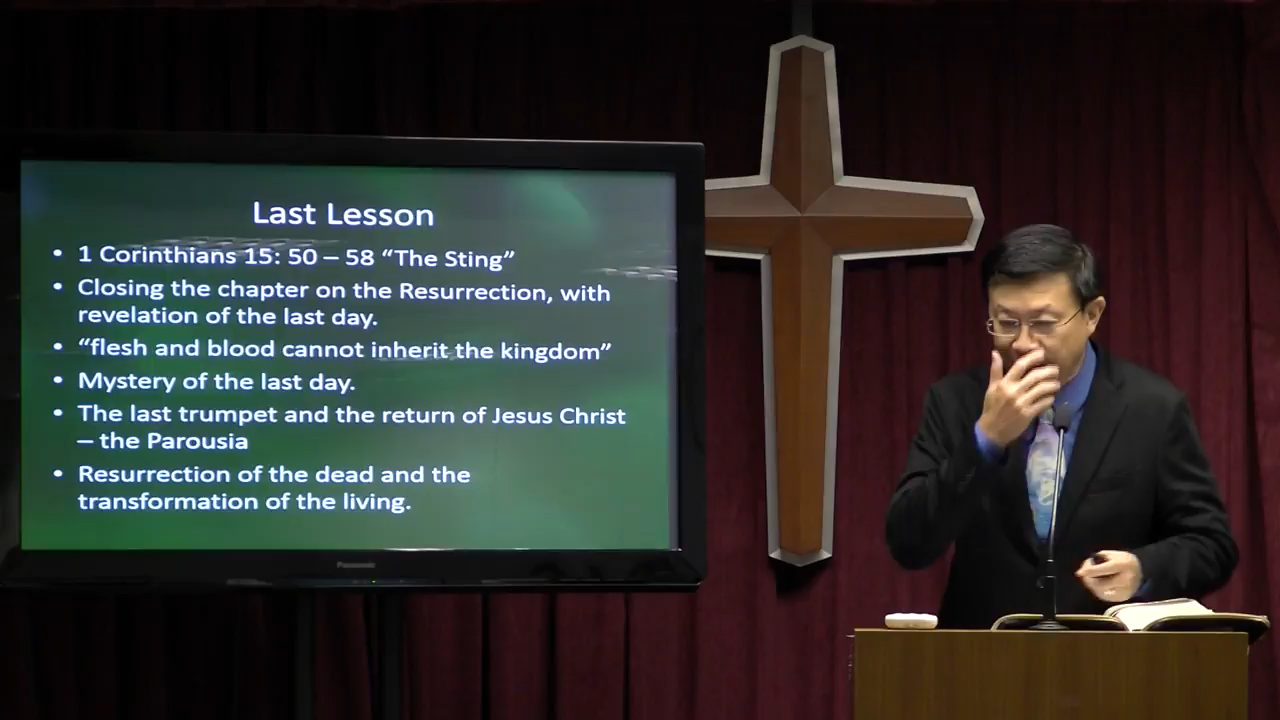 Last Lesson
• 1 Corinthians 15: 50 – 58 “The Sting”
• Closing the chapter on the Resurrection, with
revelation of the last day.
• “flesh and blood cannot inherit the kingdom”
• Mystery of the last day.
• The last trumpet and the return of Jesus Christ
– the Parousia
• Resurrection of the dead and the
transformation of the living.
Panasonic